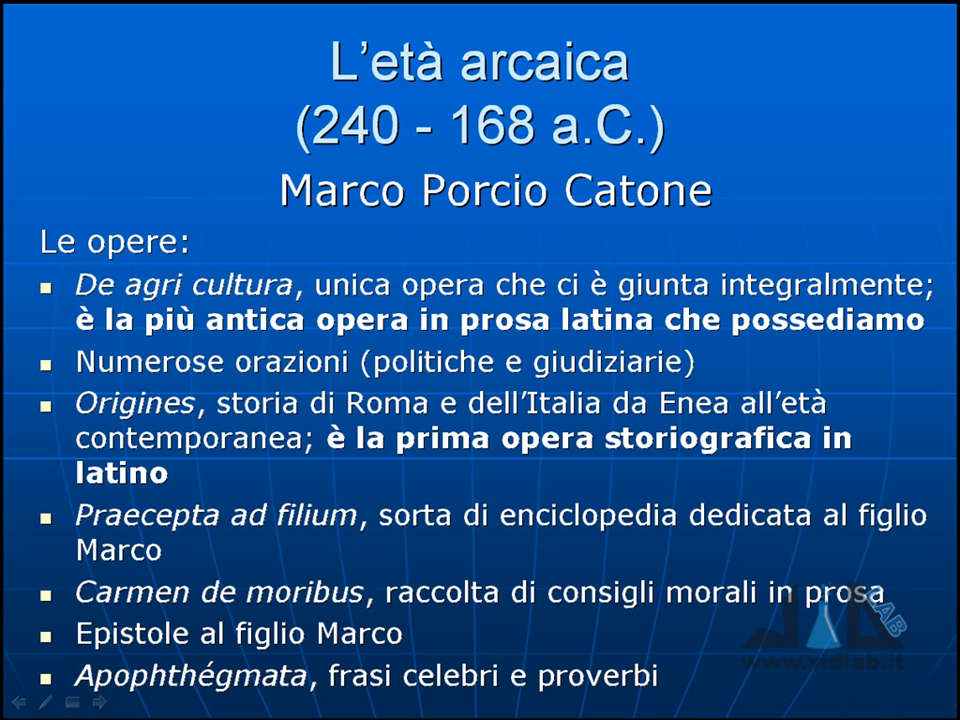 L'età arcaica
(240 - 168 a.C.)
Marco Porcio Catone
Le opere:
De agri cultura, unica opera che ci è giunta integralmente;
è la più antica opera in prosa latina che possediamo
Numerose orazioni (politiche e giudiziarie)
Origines, storia di Roma e dell'Italia da Enea all'età
contemporanea; è la prima opera storiografica in
latino
Praecepta ad filium, sorta di enciclopedia dedicata al figlio
Marco
Carmen de moribus, raccolta di consigli morali in prosa
Epistole al figlio Marco
Apophthégmata, frasi celebri e proverbi
LAB
www.vidlab.it